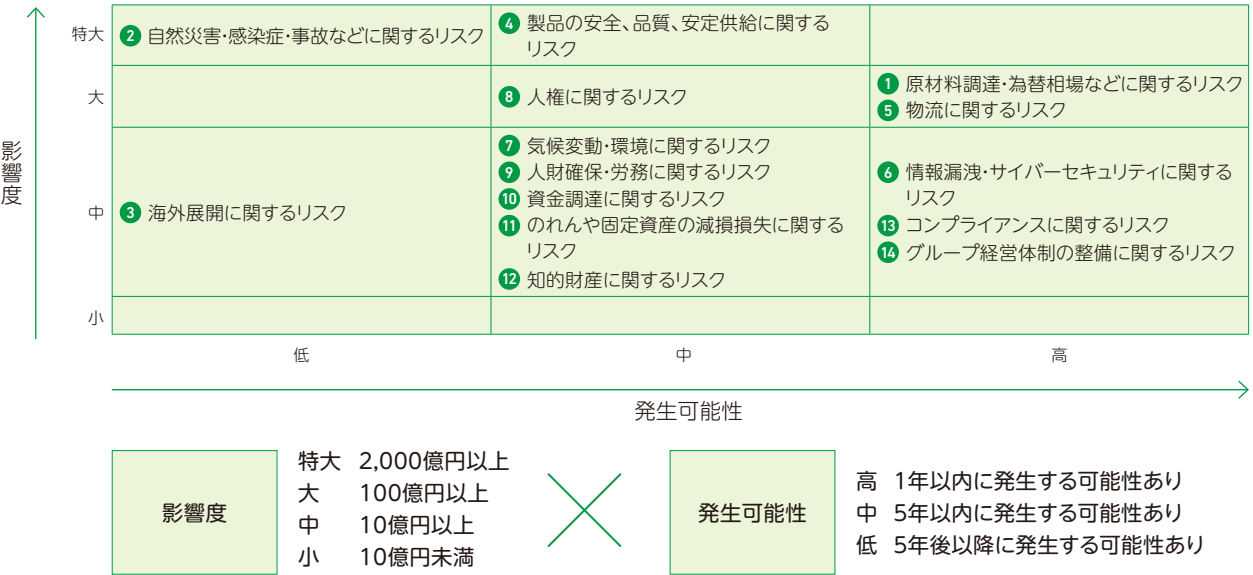 影響度
特大
2 自然災害・感染症・事故などに関するリスク
4 製品の安全、品質、安定供給に関する
リスク
大
8 人権に関するリスク
1 原材料調達・為替相場などに関するリスク
5 物流に関するリスク
中
3 海外展開に関するリスク
7 気候変動・環境に関するリスク
9 人財確保・労務に関するリスク
10 資金調達に関するリスク
11 のれんや固定資産の減損損失に関する
リスク
12 知的財産に関するリスク
6 情報漏洩・サイバーセキュリティに関する
リスク
13 コンプライアンスに関するリスク
14 グループ経営体制の整備に関するリスク
小
低
中
高
発生可能性
影響度
特大 2,000億円以上
大 100億円以上
中 10億円以上
小 10億円未満
発生可能性
高 1年以内に発生する可能性あり
中 5年以内に発生する可能性あり
低 5年後以降に発生する可能性あり